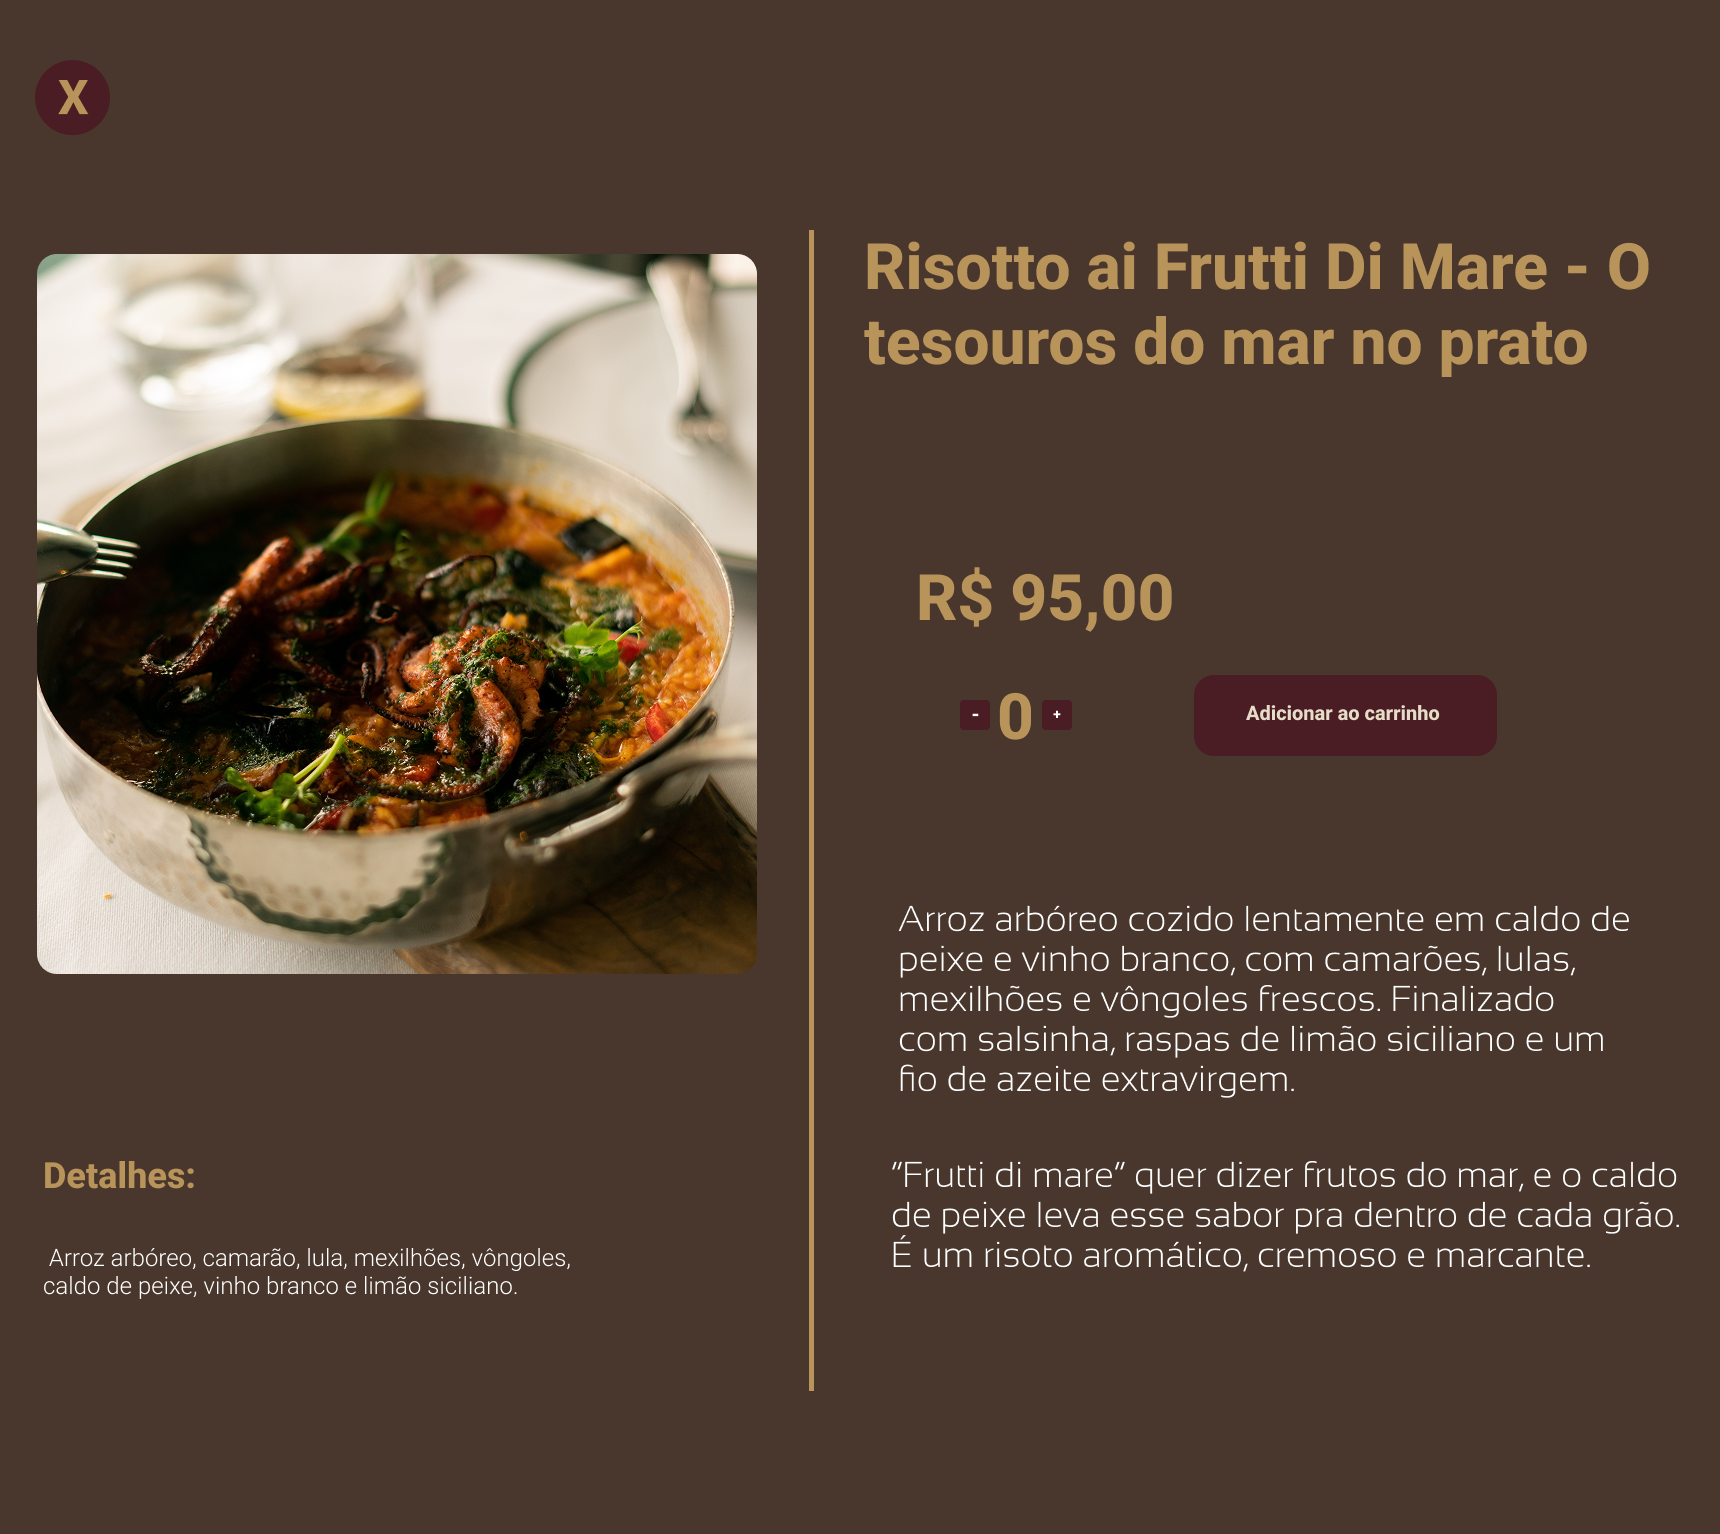 X
Risotto ai Frutti Di Mare - O
tesouros do mar no prato
R$ 95,00
- 0 +
Adicionar ao carrinho
Arroz arbóreo cozido lentamente em caldo de
peixe e vinho branco, com camarões, lulas,
mexilhões e vôngoles frescos. Finalizado
com salsinha, raspas de limão siciliano e um
fio de azeite extravirgem.
"Frutti di mare" quer dizer frutos do mar, e o caldo
de peixe leva esse sabor pra dentro de cada grão.
É um risoto aromático, cremoso e marcante.
Detalhes:
Arroz arbóreo, camarão, lula, mexilhões, vôngoles,
caldo de peixe, vinho branco e limão siciliano.